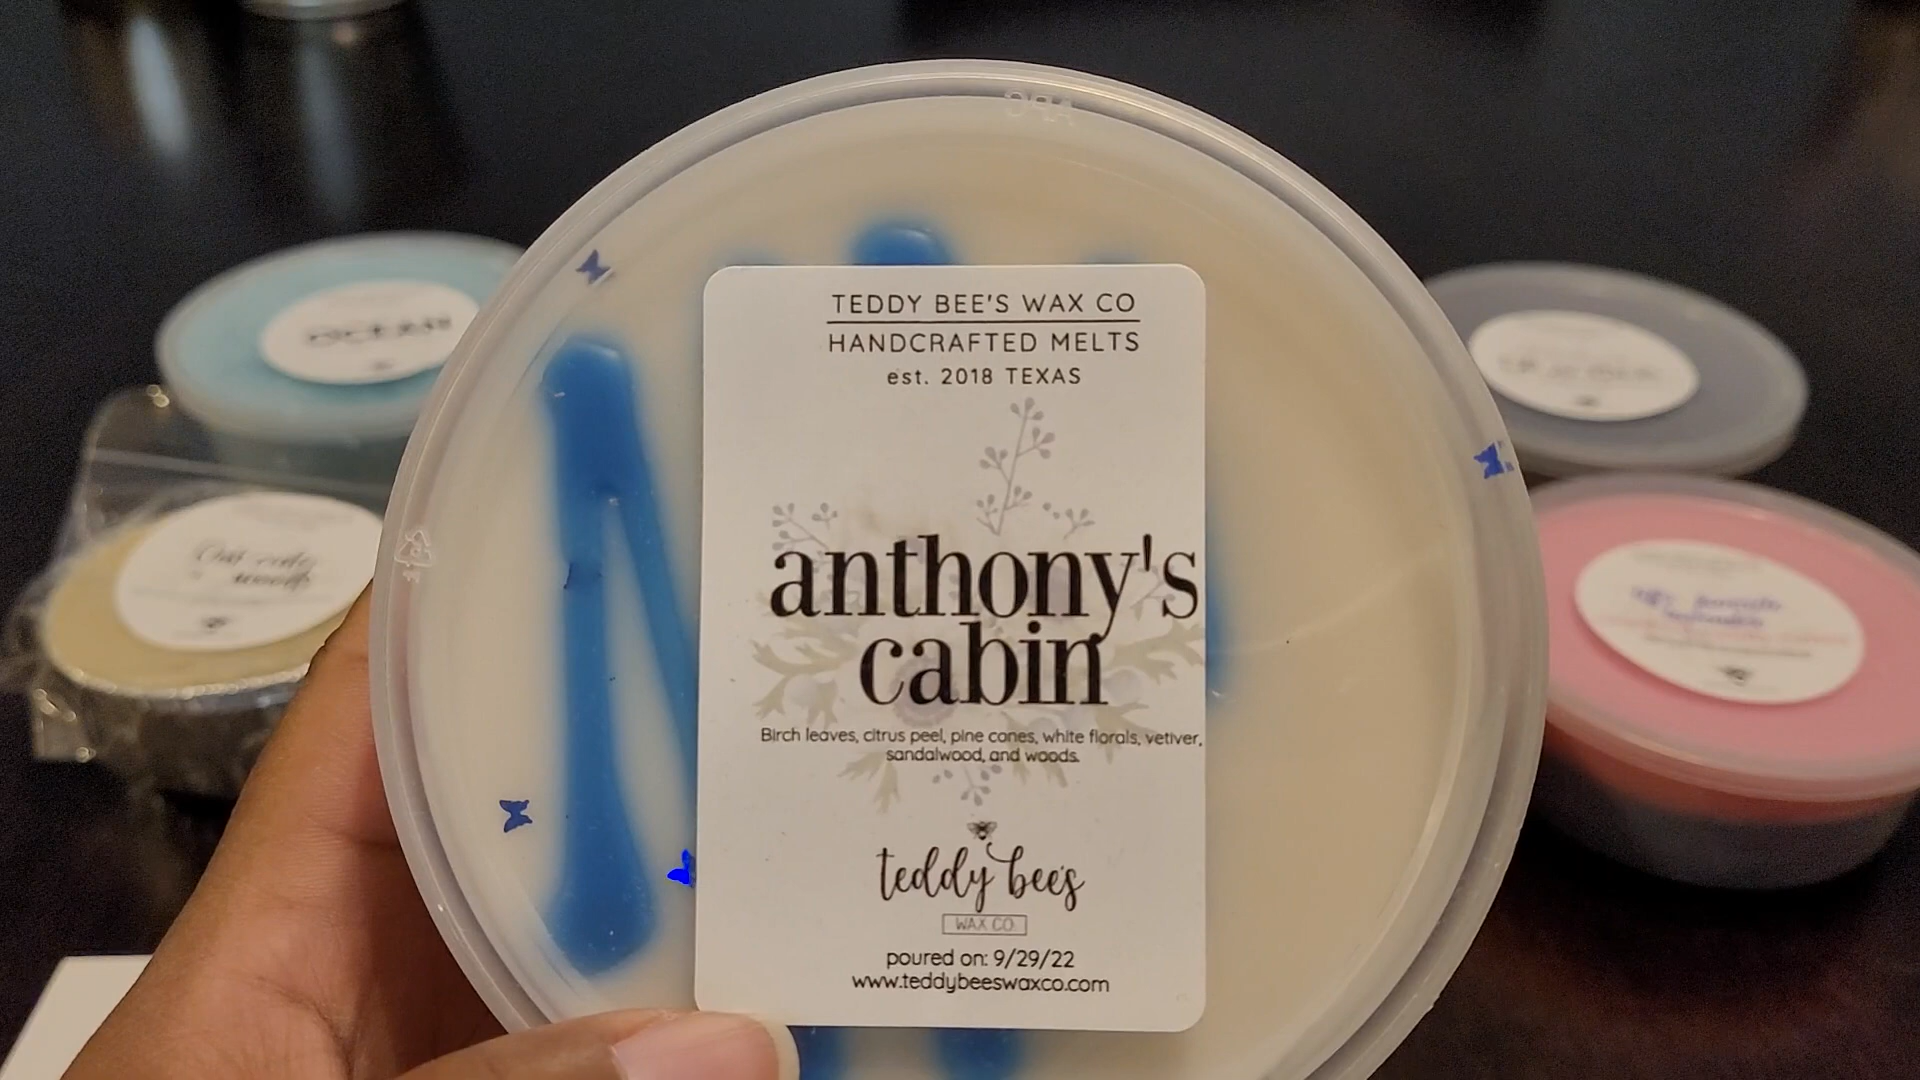 TEDDY BEE'S WAX CO
HANDCRAFTED MELTS
est. 2018 TEXAS
anthony's
cabin
Birch leaves, citrus peel, pine cones, white florals, vetiver,
sandalwood, and woods.
teddy bee's
WAX CO.
poured on: 9/29/22
www.teddybeeswaxco.com
OCEAN